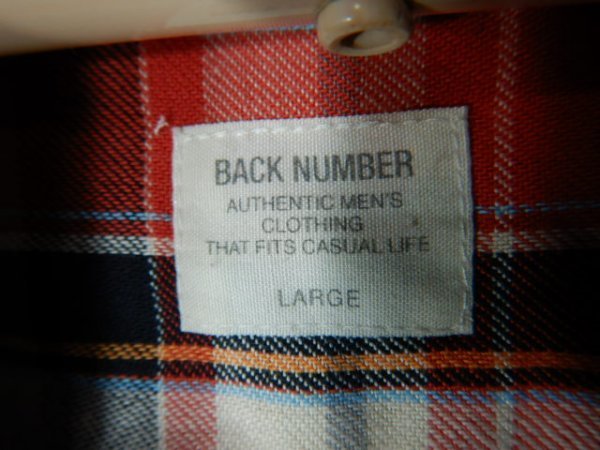 BACK NUMBER
AUTHENTIC MEN'S
CLOTHING
THAT FITS CASUAL LIFE
LARGE